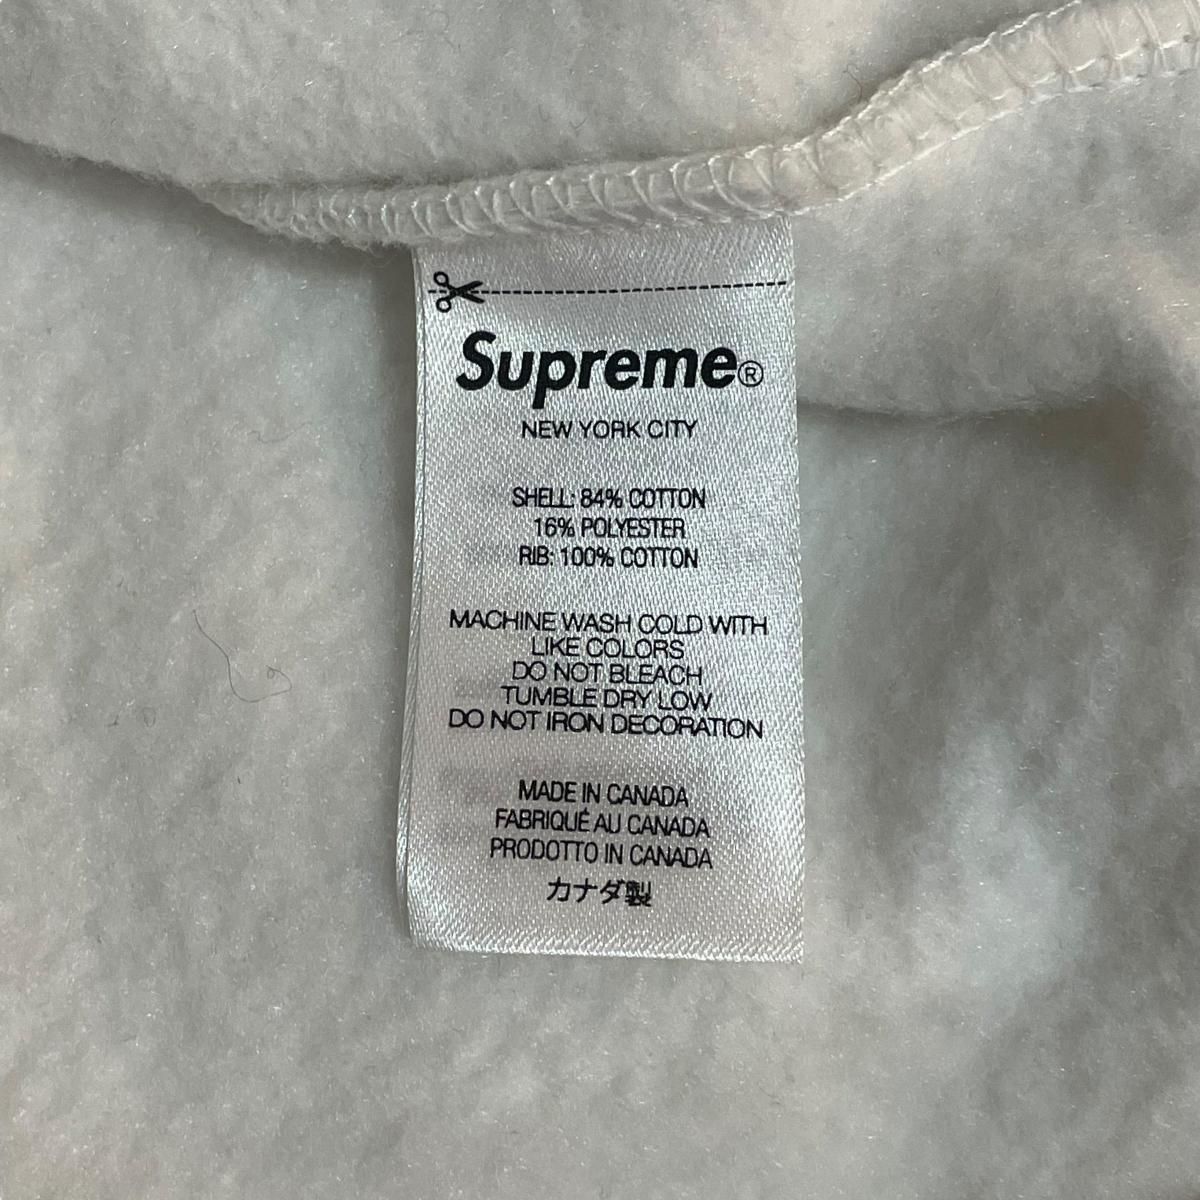 Supreme®
NEW YORK CITY
SHELL: 84% COTTON
16% POLYESTER
RIB: 100% COTTON
MACHINE WASH COLD WITH
LIKE COLORS
DO NOT BLEACH
TUMBLE DRY LOW
DO NOT IRON DECORATION
MADE IN CANADA
FABRIQUÉ AU CANADA
PRODOTTO IN CANADA
カナダ製